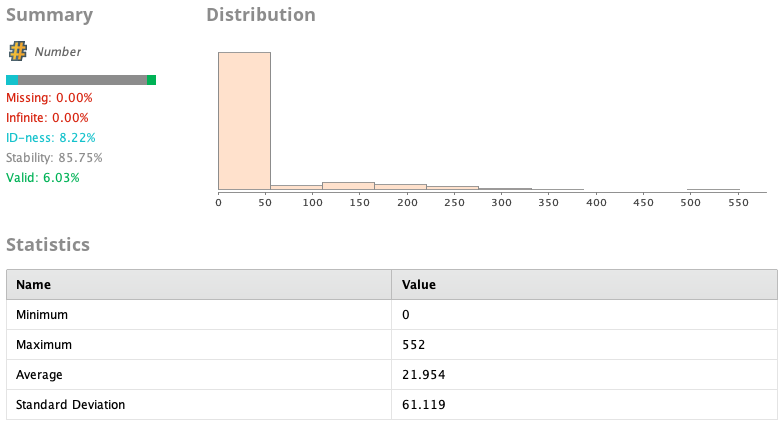 Summary
Distribution
Number
Missing: 0.00%
Infinite: 0.00%
ID-ness: 8.22%
Stability: 85.75%
Valid: 6.03%
0 50 100 150 200 250 300 350 400 450 500 550
Statistics
Name Value
Minimum 0
Maximum 552
Average 21.954
Standard Deviation 61.119